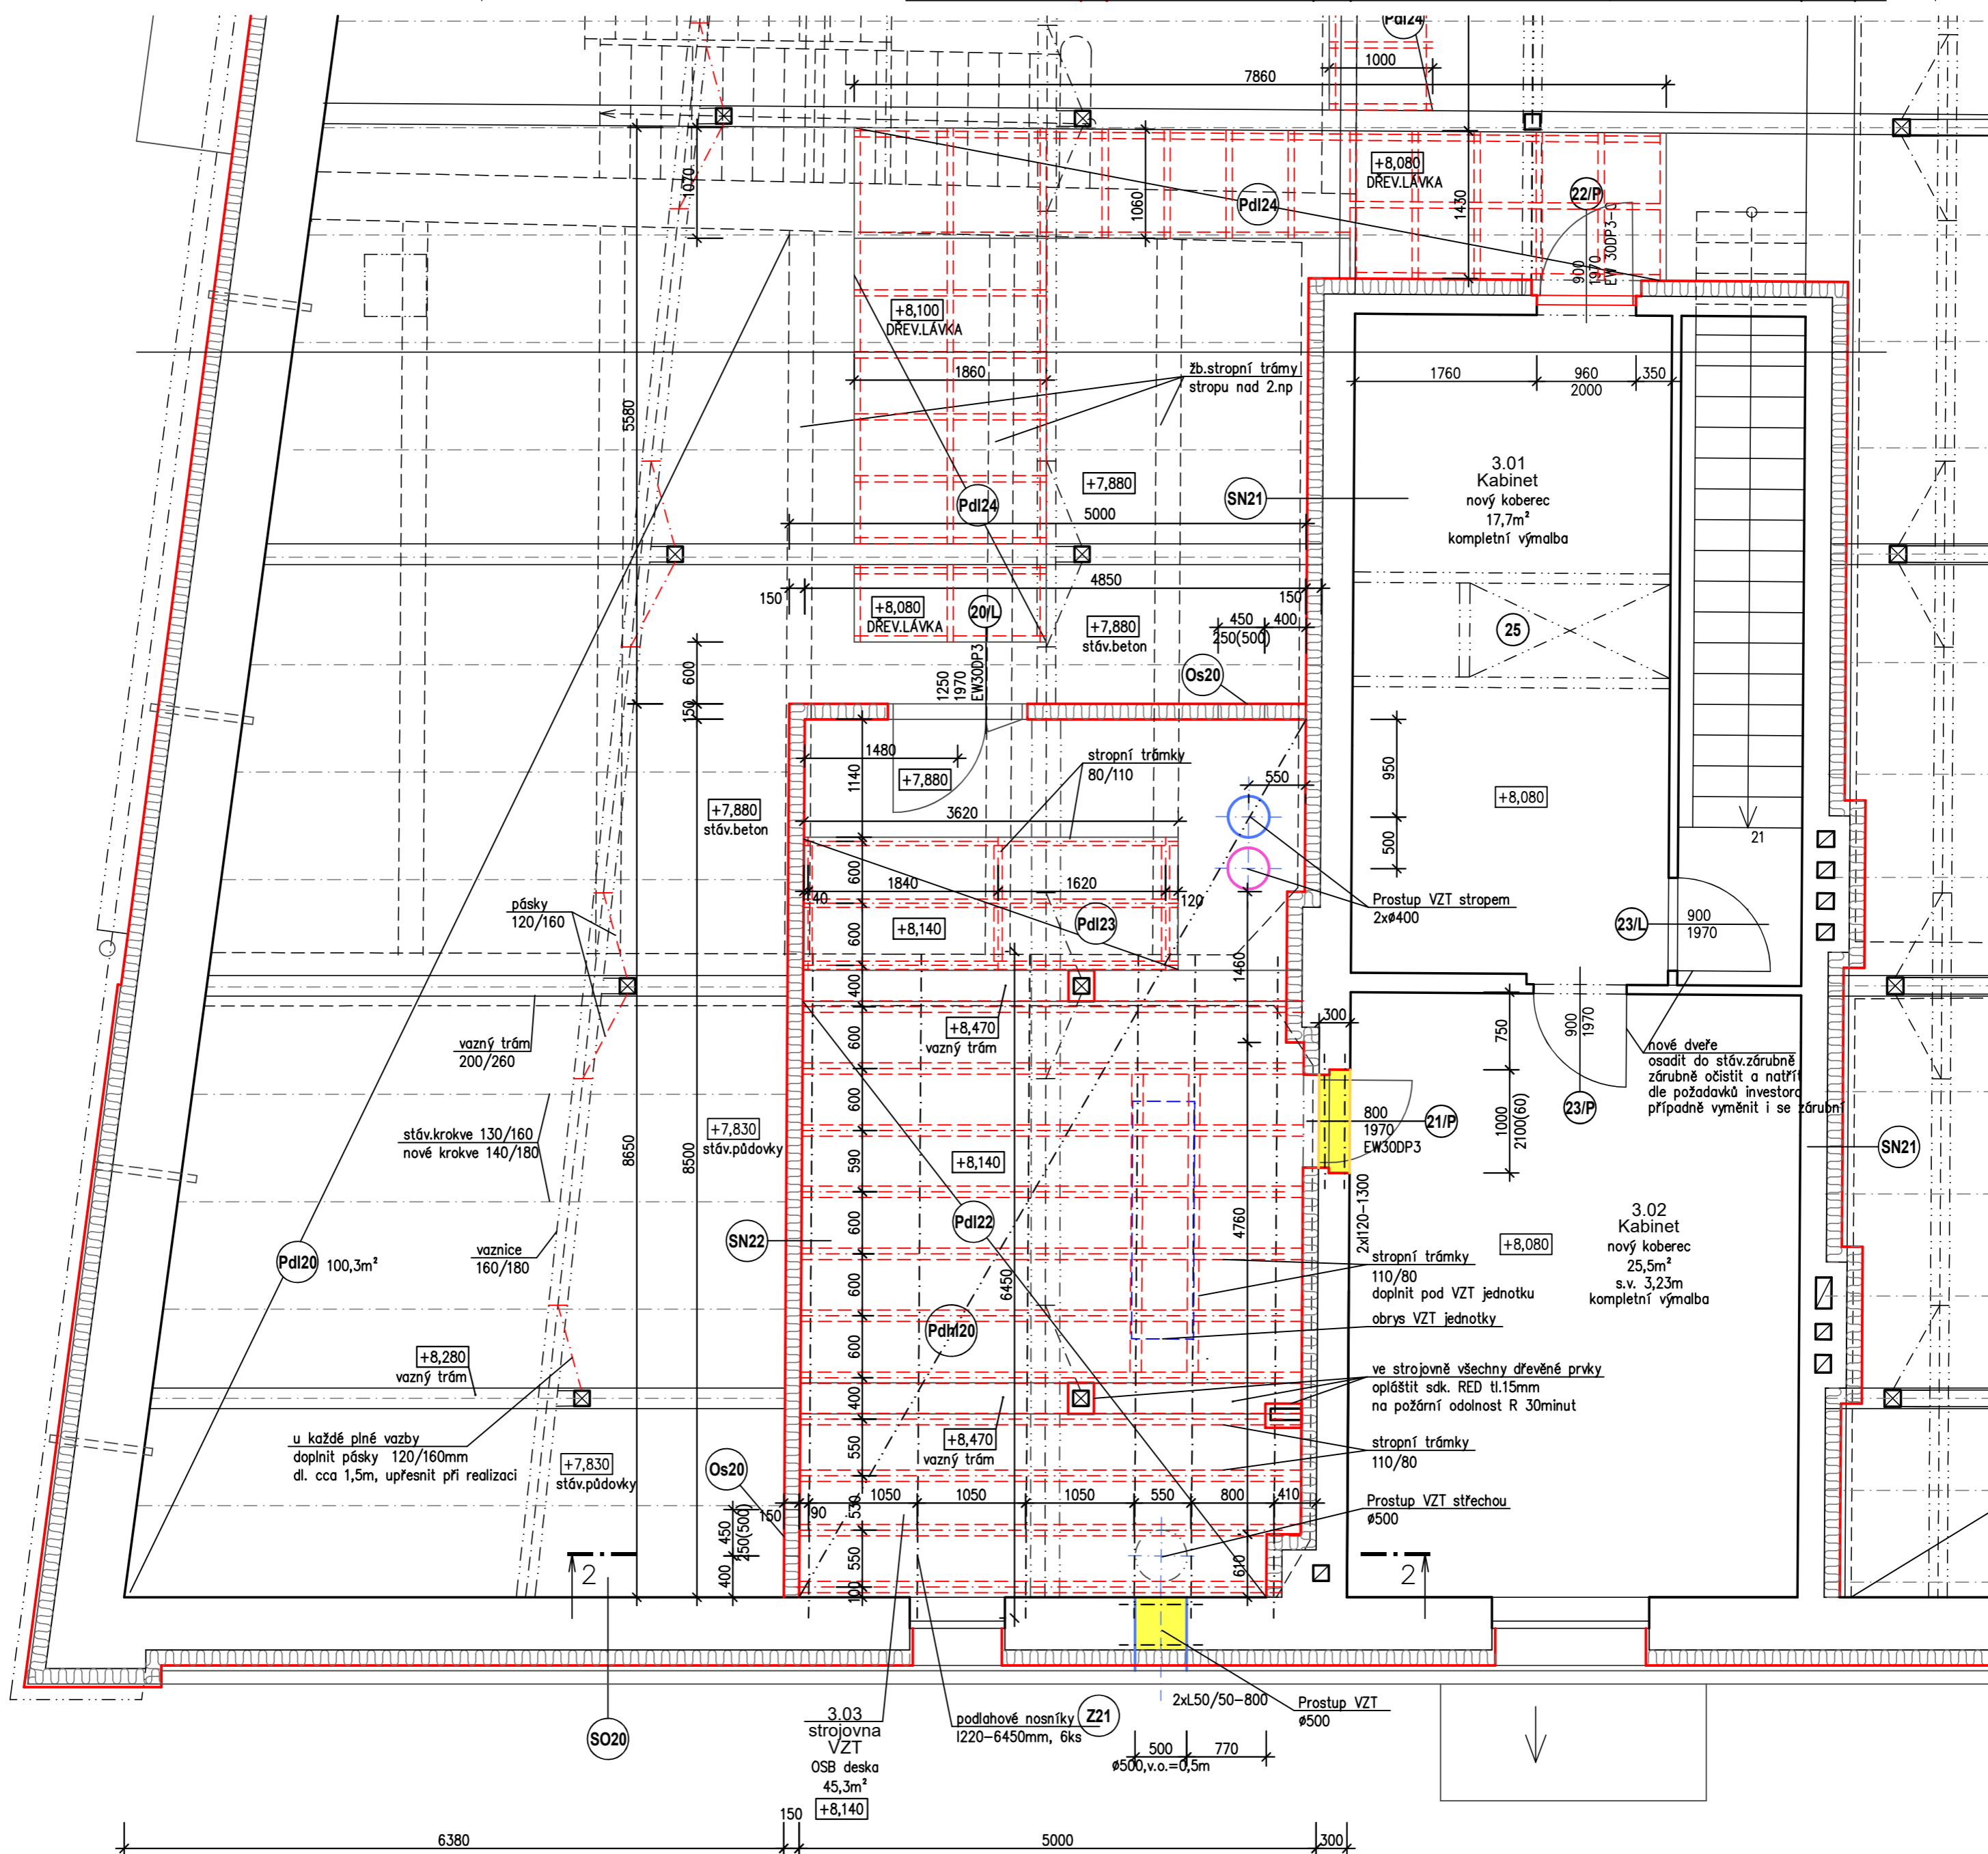 Pdl24
1000
7860
+8,080
DŘEV.LÁVKA
22/P
1070
1060
1430
Pdl24
900
1970
EW 30DP3-C
+8,100
DŘEV.LÁVKA
1860
žb.stropní trámy
stropu nad 2.np
1760
960
2000
350
5580
3.01
Kabinet
nový koberec
17,7m²
kompletní výmalba
Pdl24
+7,880
SN21
5000
4850
150
150
+8,080
DŘEV.LÁVKA
20/L
+7,880
stáv.beton
450
400
250(500)
25
600
150
1250
1970
EW30DP3
Os20
1480
+7,880
1140
stropní trámky
80/110
550
950
+8,080
+7,880
stáv.beton
3620
500
21
600
1840
1620
40
120
pásky
120/160
Prostup VZT stropem
2xø400
23/L
900
1970
+8,140
Pdl23
600
1460
400
+8,470
vazný trám
vazný trám
200/260
600
300
750
900
1970
nové dveře
osadit do stáv.zárubně
zárubně očistit a natřít
dle požadavků investora
případně vyměnit i se zárubní
23/P
stáv.krokve 130/160
nové krokve 140/180
8650
8500
+7,830
stáv.půdovky
600
590
+8,140
800
1970
EW30DP3
21/P
1000
2100(60)
SN21
Pdl22
600
SN22
4760
2xI120-1300
3.02
Kabinet
nový koberec
25,5m²
s.v. 3,23m
kompletní výmalba
+8,080
Pdl20
100,3m²
vaznice
160/180
stropní trámky
110/80
doplnit pod VZT jednotku
600
6450
obrys VZT jednotky
Pdhl20
600
+8,280
vazný trám
ve strojovně všechny dřevěné prvky
opláštit sdk. RED tl.15mm
na požární odolnost R 30minut
400
+8,470
vazný trám
u každé plné vazby
doplnit pásky 120/160mm
dl. cca 1,5m, upřesnit při realizaci
+7,830
stáv.půdovky
Os20
550
stropní trámky
110/80
150
90
1050
1050
1050
550
800
410
530
450
250(500)
400
Prostup VZT střechou
ø500
2
550
100
610
2
SO20
3.03
strojovna
VZT
OSB deska
45,3m²
+8,140
podlahové nosníky
I220-6450mm, 6ks
Z21
2xL50/50-800
Prostup VZT
ø500
500
770
ø500,v.o.=0,5m
6380
150
5000
300